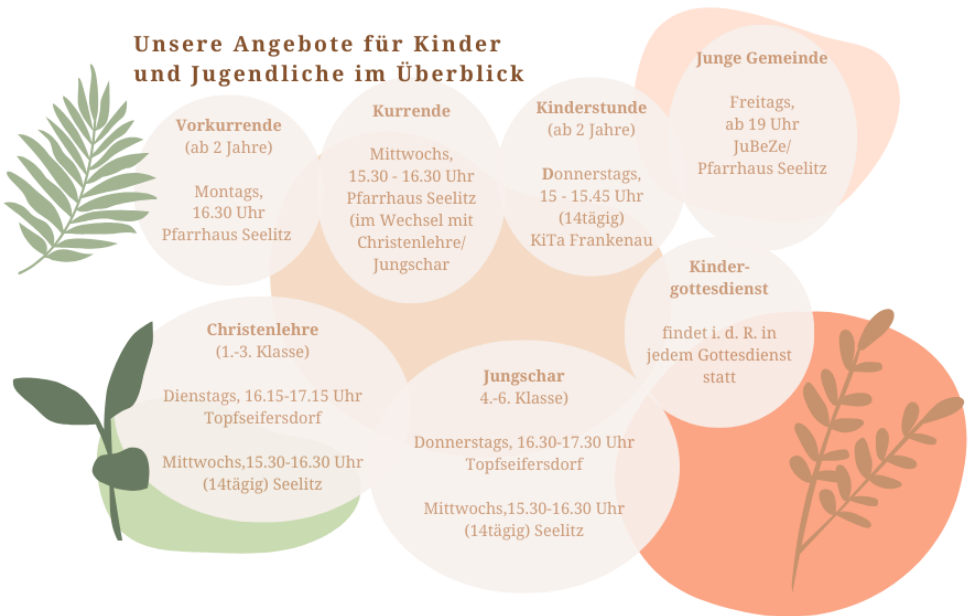 Unsere Angebote für Kinder
und Jugendliche im Überblick
Vorkurrende
(ab 2 Jahre)
Montags,
16.30 Uhr
Pfarrhaus Seelitz
Kurrende
Mittwochs,
15.30 - 16.30 Uhr
Pfarrhaus Seelitz
(im Wechsel mit
Christenlehre/
Jungschar
Kinderstunde
(ab 2 Jahre)
Donnerstags,
15 - 15.45 Uhr
(14tägig)
KiTa Frankenau
Junge Gemeinde
Freitags,
ab 19 Uhr
JuBeZe/
Pfarrhaus Seelitz
Kinder-
gottesdienst
findet i. d. R. in
jedem Gottesdienst
statt
Christenlehre
(1.-3. Klasse)
Dienstags, 16.15-17.15 Uhr
Topfseifersdorf
Mittwochs,15.30-16.30 Uhr
(14tägig) Seelitz
Jungschar
4.-6. Klasse)
Donnerstags, 16.30-17.30 Uhr
Topfseifersdorf
Mittwochs,15.30-16.30 Uhr
(14tägig) Seelitz